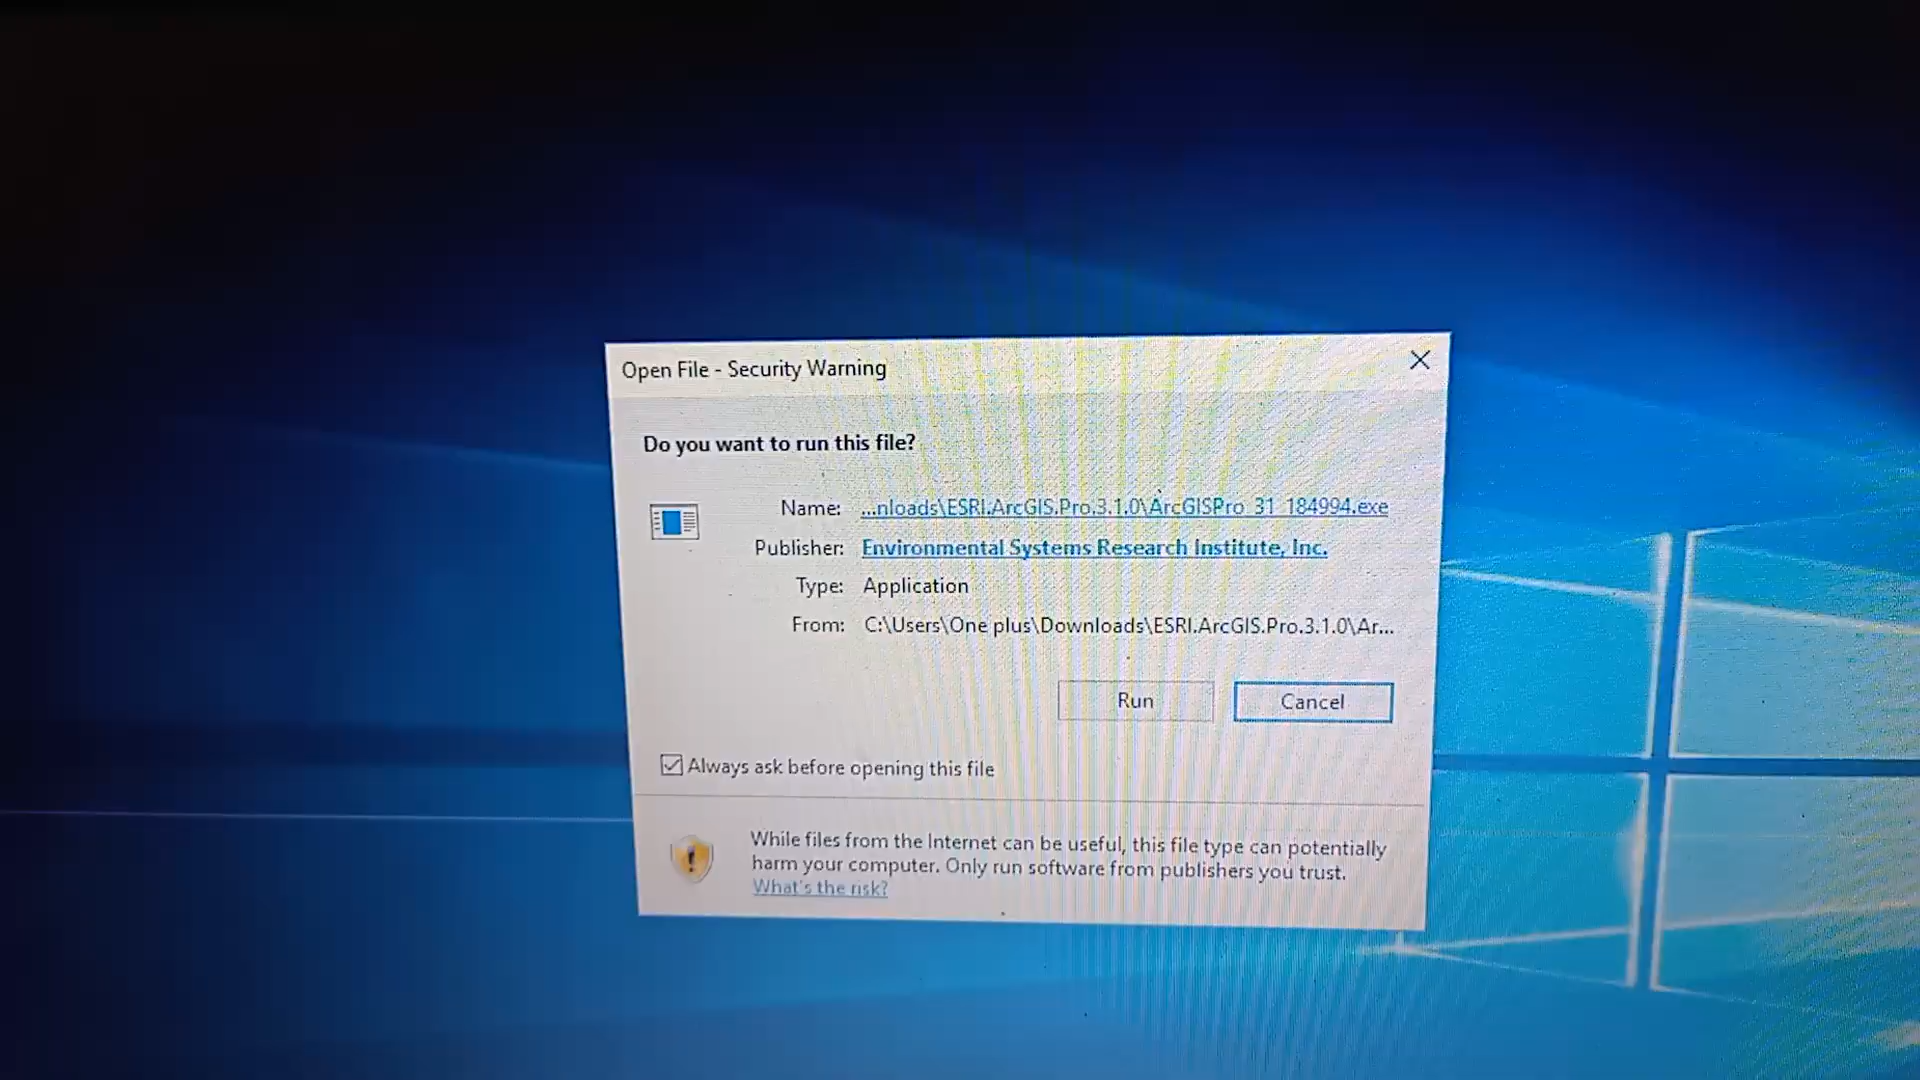 Open File - Security Warning
Do you want to run this file?
Name: ...nloads\ESRI.ArcGIS.Pro.3.1.0\ArcGISPro_31_184994.exe
Publisher: Environmental Systems Research Institute, Inc.
Type: Application
From: C:\Users\One plus\Downloads\ESRI.ArcGIS.Pro.3.1.0\Ar...
Run Cancel
Always ask before opening this file
While files from the Internet can be useful, this file type can potentially
harm your computer. Only run software from publishers you trust.
What's the risk?